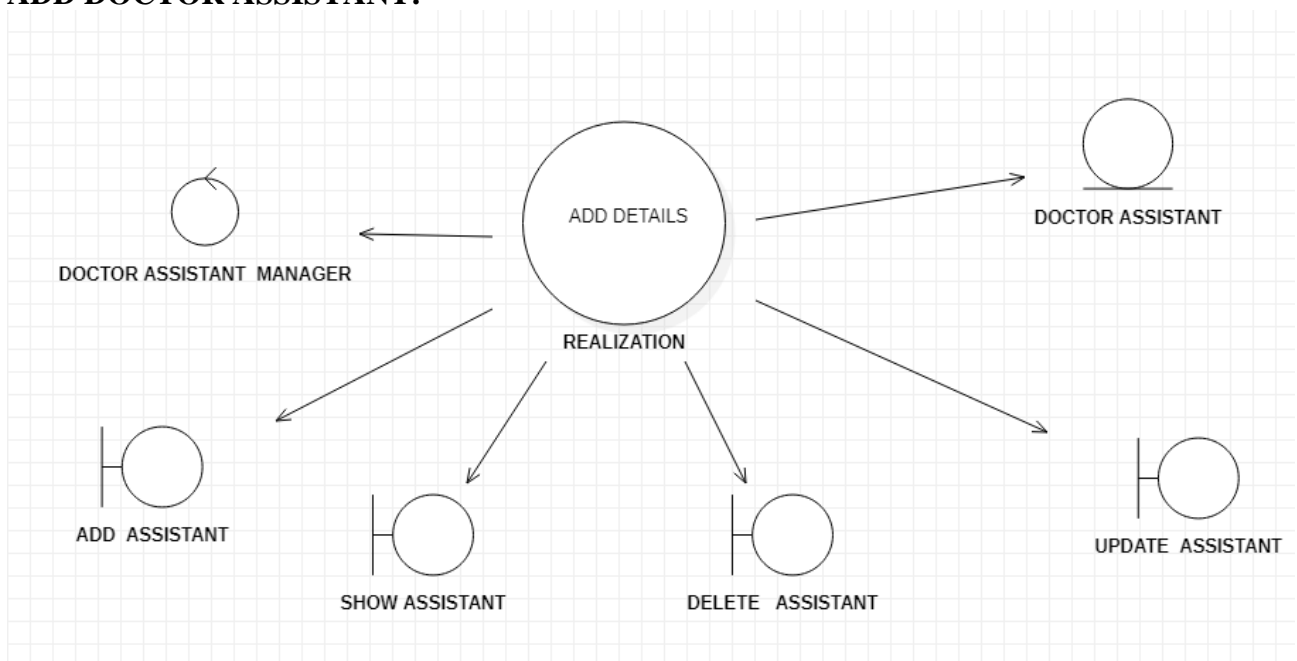 ADD DOCTOR ASSISTANT:
ADD DETAILS
DOCTOR ASSISTANT
DOCTOR ASSISTANT MANAGER
REALIZATION
ADD ASSISTANT
UPDATE ASSISTANT
SHOW ASSISTANT
DELETE ASSISTANT